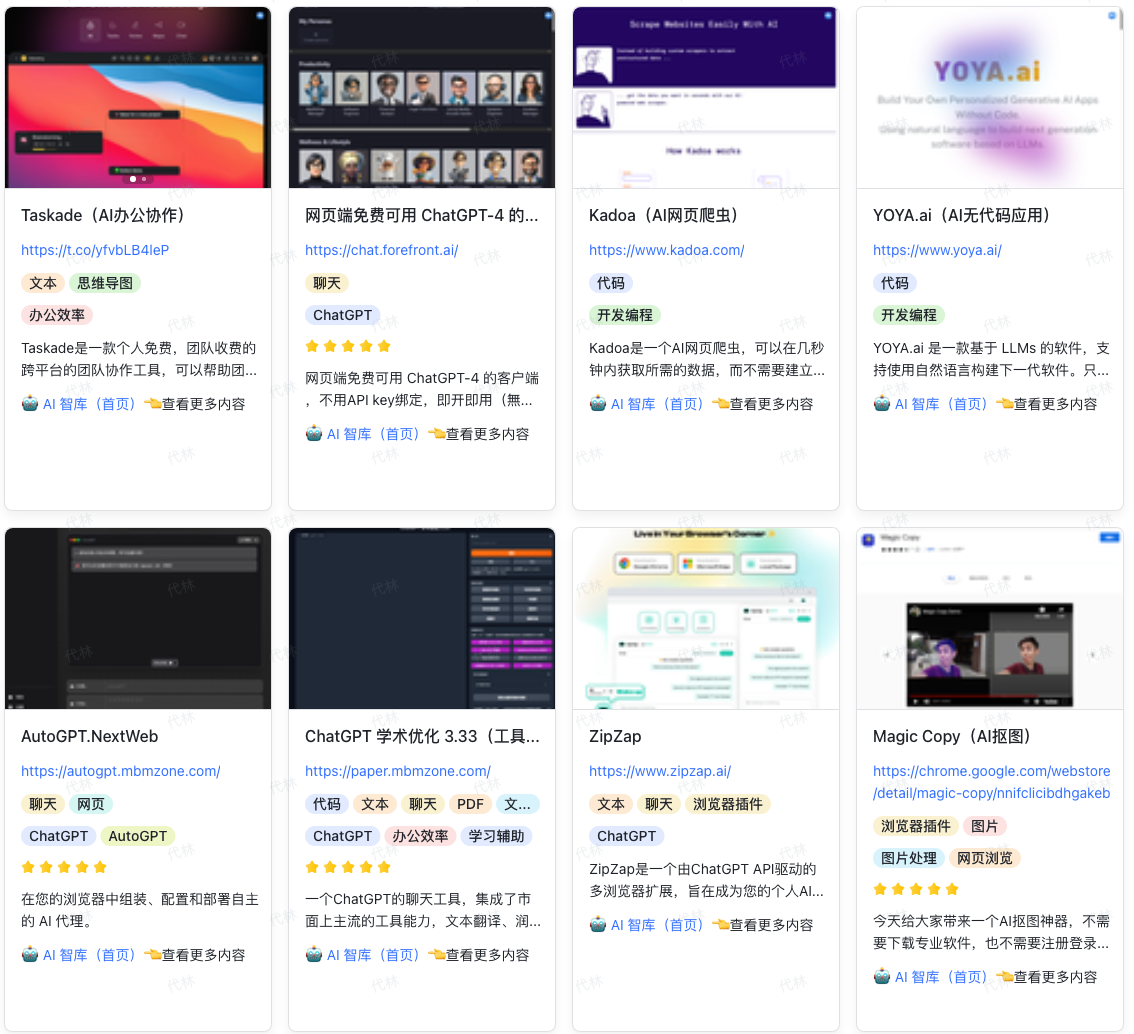 Taskade（AI办公协作）
https://t.co/yfvbLB4leP
文本 思维导图
办公效率
Taskade是一款个人免费，团队收费的
跨平台的团队协作工具，可以帮助团...
AI 智库（首页） 👈查看更多内容
My Personas
Productivity
Wellness & Lifestyle
网页端免费可用 ChatGPT-4 的...
https://chat.forefront.ai/
聊天
ChatGPT
网页端免费可用 ChatGPT-4 的客户端
，不用API key绑定，即开即用（無...
AI 智库（首页） 👈查看更多内容
Scrape Websites Easily With AI
How Kadoa works
Kadoa（AI网页爬虫）
https://www.kadoa.com/
代码
开发编程
Kadoa是一个AI网页爬虫，可以在几秒
钟内获取所需的数据，而不需要建立...
AI 智库（首页） 👈查看更多内容
YOYA.ai
Build Your Own Personalized Generative AI Apps
Without Code.
Using natural language to build next generation
software based on LLMs.
YOYA.ai（AI无代码应用）
https://www.yoya.ai/
代码
开发编程
YOYA.ai 是一款基于 LLMs 的软件，支
持使用自然语言构建下一代软件。只...
AI 智库（首页） 👈查看更多内容
AutoGPT.NextWeb
https://autogpt.mbmzone.com/
聊天 网页
ChatGPT AutoGPT
在您的浏览器中组装、配置和部署自主
的 AI 代理。
AI 智库（首页） 👈查看更多内容
ChatGPT 学术优化 3.33（工具...
https://paper.mbmzone.com/
代码 文本 聊天 PDF 文...
ChatGPT 办公效率 学习辅助
一个ChatGPT的聊天工具，集成了市
面上主流的工具能力，文本翻译、润...
AI 智库（首页） 👈查看更多内容
Live in Your Browser's Corner
Google Chrome
Microsoft Edge
ZipZap
https://www.zipzap.ai/
文本 聊天 浏览器插件
ChatGPT
ZipZap是一个由ChatGPT API驱动的
多浏览器扩展，旨在成为您的个人AI...
AI 智库（首页） 👈查看更多内容
Magic Copy
Magic Copy Demo
Magic Copy（AI抠图）
https://chrome.google.com/webstore
/detail/magic-copy/nnifclicibdhgakeb
浏览器插件 图片
图片处理 网页浏览
今天给大家带来一个AI抠图神器，不需
要下载专业软件，也不需要注册登录...
AI 智库（首页） 👈查看更多内容
代林